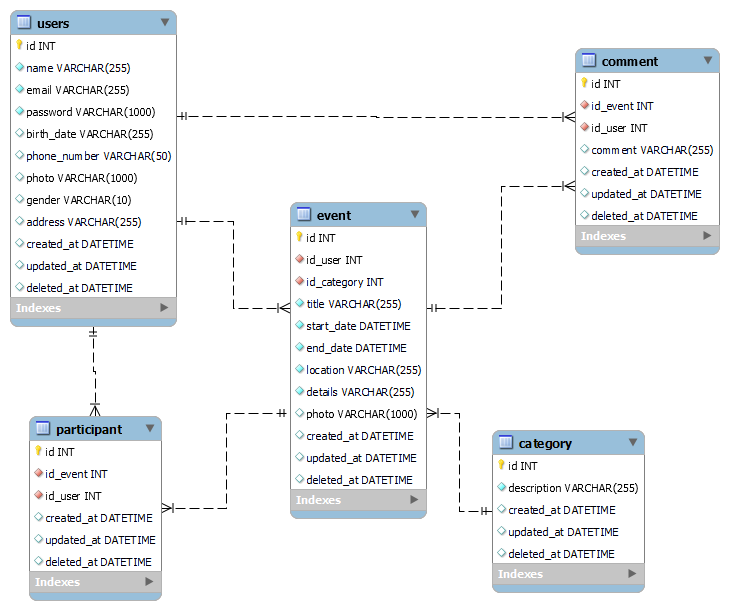 users
id INT
name VARCHAR(255)
email VARCHAR(255)
password VARCHAR(1000)
birth_date VARCHAR(255)
phone_number VARCHAR(50)
photo VARCHAR(1000)
gender VARCHAR(10)
address VARCHAR(255)
created_at DATETIME
updated_at DATETIME
deleted_at DATETIME
Indexes
comment
id INT
id_event INT
id_user INT
comment VARCHAR(255)
created_at DATETIME
updated_at DATETIME
deleted_at DATETIME
Indexes
event
id INT
id_user INT
id_category INT
title VARCHAR(255)
start_date DATETIME
end_date DATETIME
location VARCHAR(255)
details VARCHAR(255)
photo VARCHAR(1000)
created_at DATETIME
updated_at DATETIME
deleted_at DATETIME
Indexes
participant
id INT
id_event INT
id_user INT
created_at DATETIME
updated_at DATETIME
deleted_at DATETIME
Indexes
category
id INT
description VARCHAR(255)
created_at DATETIME
updated_at DATETIME
deleted_at DATETIME
Indexes